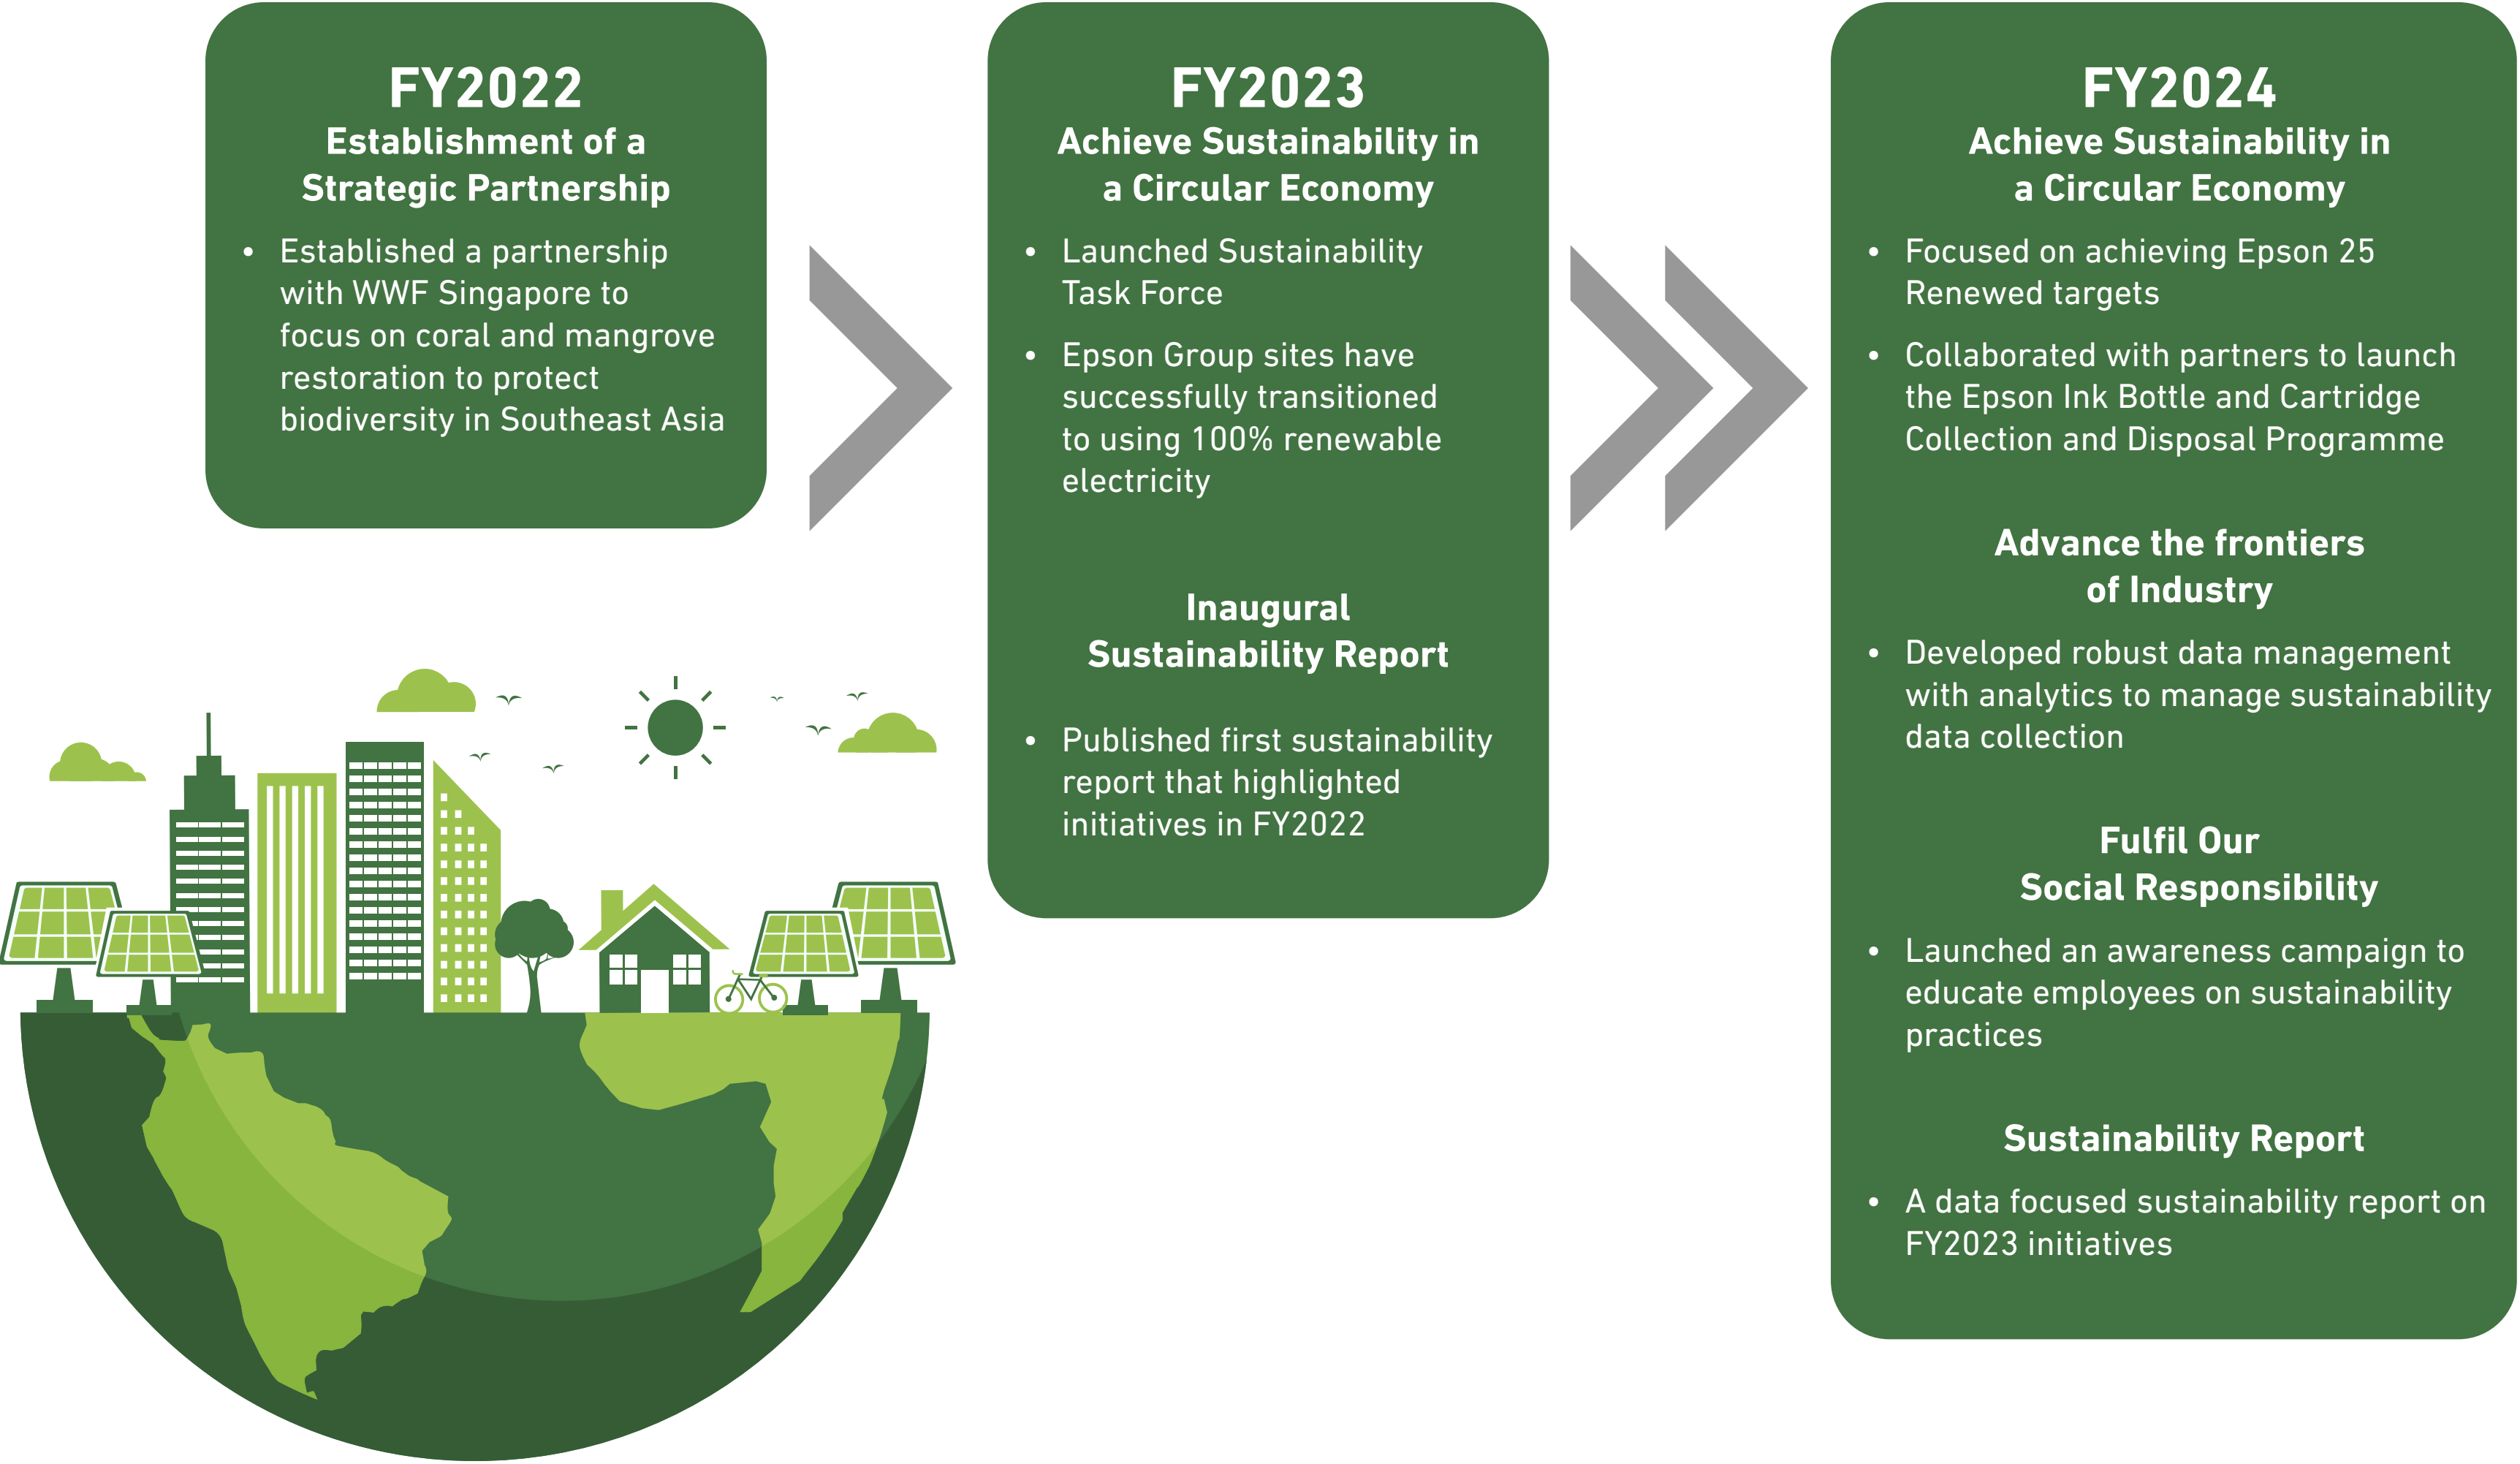 FY2022
Establishment of a
Strategic Partnership
• Established a partnership
with WWF Singapore to
focus on coral and mangrove
restoration to protect
biodiversity in Southeast Asia
FY2023
Achieve Sustainability in
a Circular Economy
• Launched Sustainability
Task Force
• Epson Group sites have
successfully transitioned
to using 100% renewable
electricity
Inaugural
Sustainability Report
• Published first sustainability
report that highlighted
initiatives in FY2022
FY2024
Achieve Sustainability in
a Circular Economy
• Focused on achieving Epson 25
Renewed targets
• Collaborated with partners to launch
the Epson Ink Bottle and Cartridge
Collection and Disposal Programme
Advance the frontiers
of Industry
• Developed robust data management
with analytics to manage sustainability
data collection
Fulfil Our
Social Responsibility
• Launched an awareness campaign to
educate employees on sustainability
practices
Sustainability Report
• A data focused sustainability report on
FY2023 initiatives